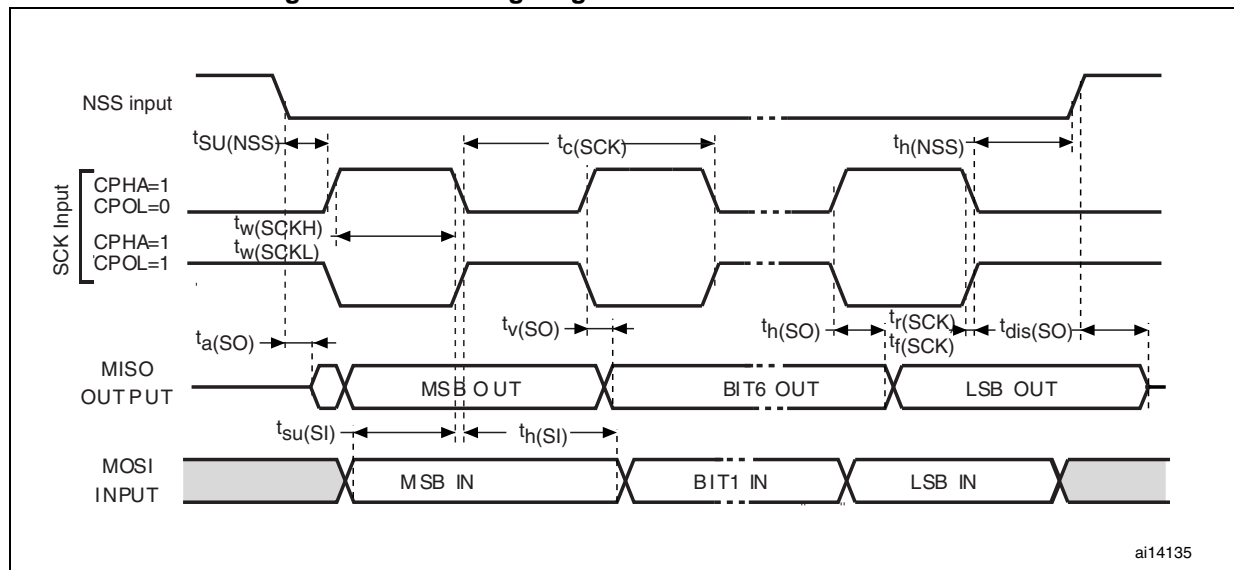 NSS input
tSU(NSS)
tc(SCK)
th(NSS)
SCK Input
CPHA=1
CPOL=0
CPHA=1
CPOL=1
tw(SCKH)
tw(SCKL)
ta(SO)
tv(SO)
th(SO)
tr(SCK)
tf(SCK)
tdis(SO)
MISO
OUTPUT
MSB OUT
BIT6 OUT
LSB OUT
tsu(SI)
th(SI)
MOSI
INPUT
MSB IN
BIT1 IN
LSB IN
ai14135